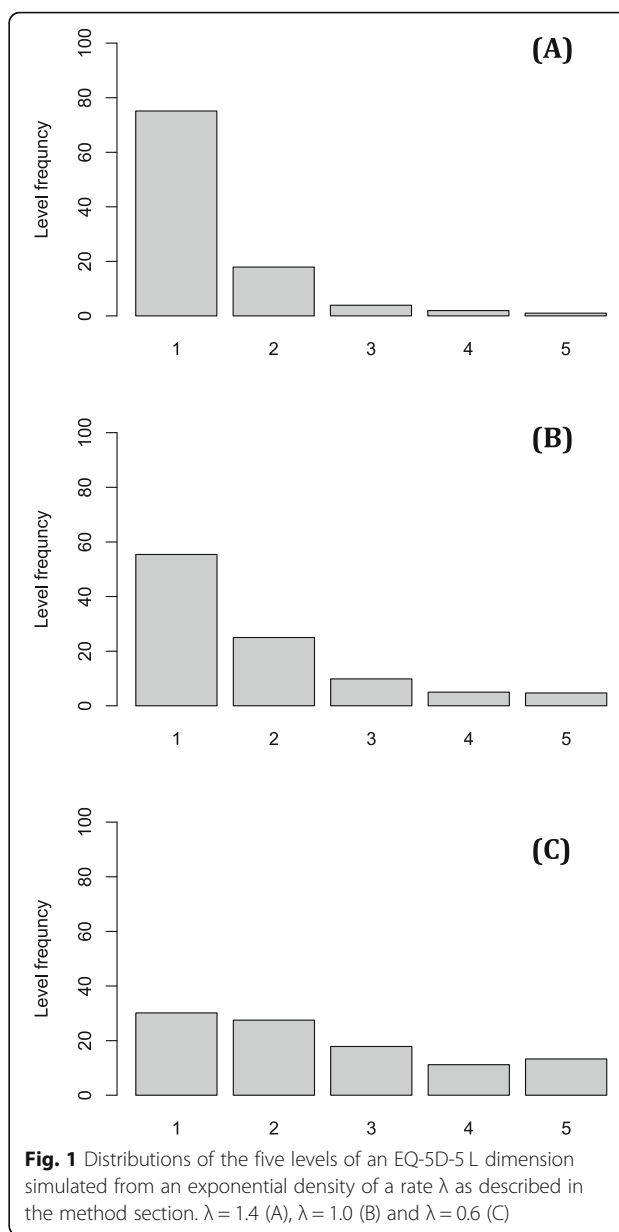 (A)
Level frequncy
0 20 40 60 80 100
1 2 3 4 5
(B)
Level frequncy
0 20 40 60 80 100
1 2 3 4 5
(C)
Level frequncy
0 20 40 60 80 100
1 2 3 4 5
Fig. 1 Distributions of the five levels of an EQ-5D-5 L dimension
simulated from an exponential density of a rate λ as described in
the method section. λ = 1.4 (A), λ = 1.0 (B) and λ = 0.6 (C)